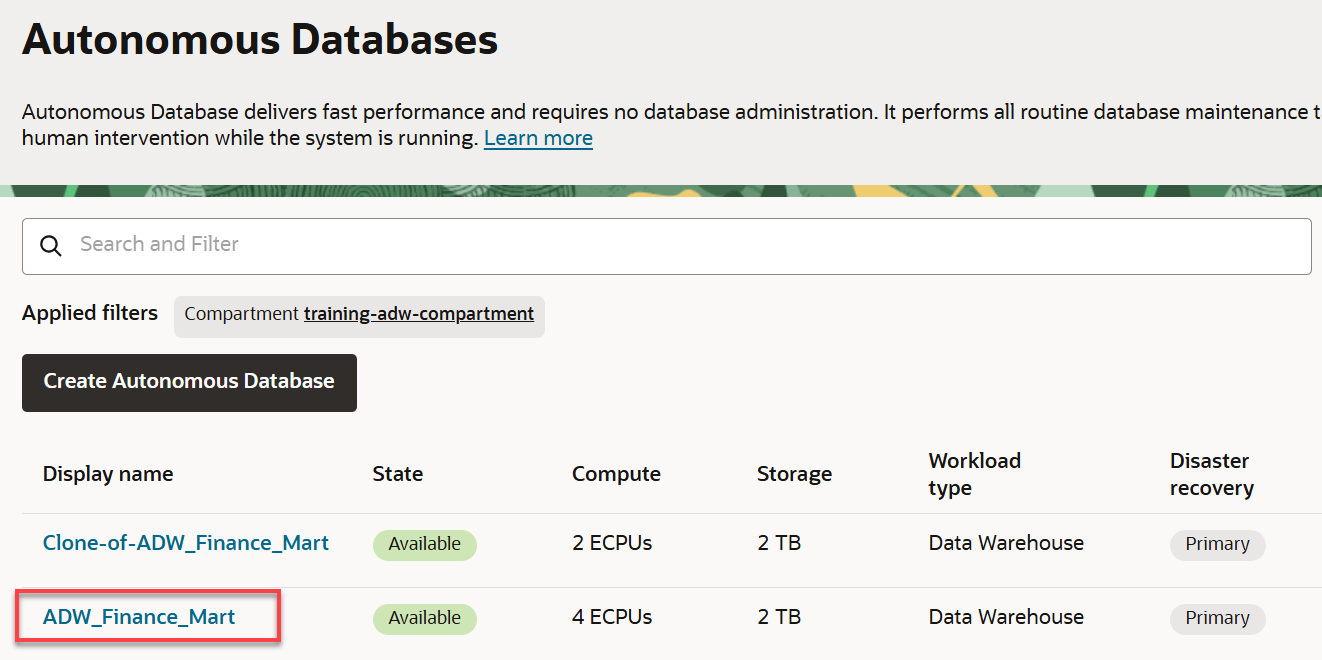 Autonomous Databases
Autonomous Database delivers fast performance and requires no database administration. It performs all routine database maintenance
human intervention while the system is running. Learn more
Search and Filter
Applied filters Compartment training-adw-compartment
Create Autonomous Database
Display name State Compute Storage Workload type Disaster recovery
Clone-of-ADW_Finance_Mart Available 2 ECPUs 2 TB Data Warehouse Primary
ADW_Finance_Mart Available 4 ECPUs 2 TB Data Warehouse Primary